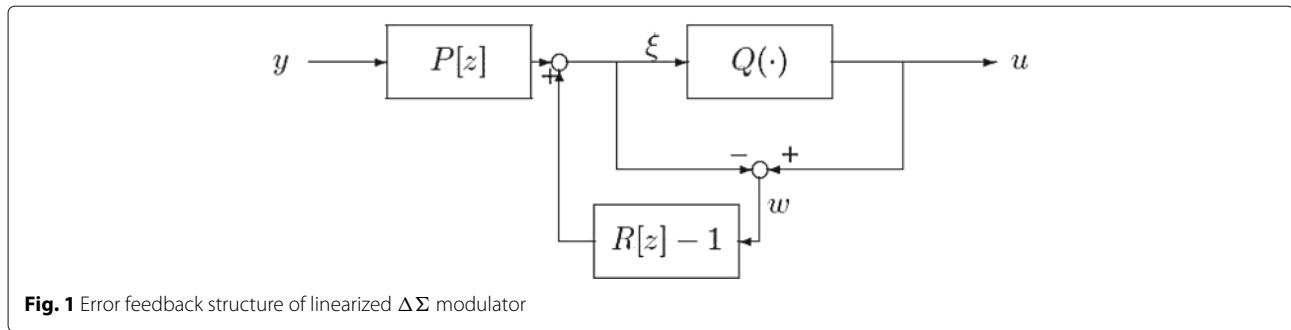 y
P[z]
+
ξ
Q(·)
u
−
+
w
R[z] − 1
Fig. 1 Error feedback structure of linearized ΔΣ modulator